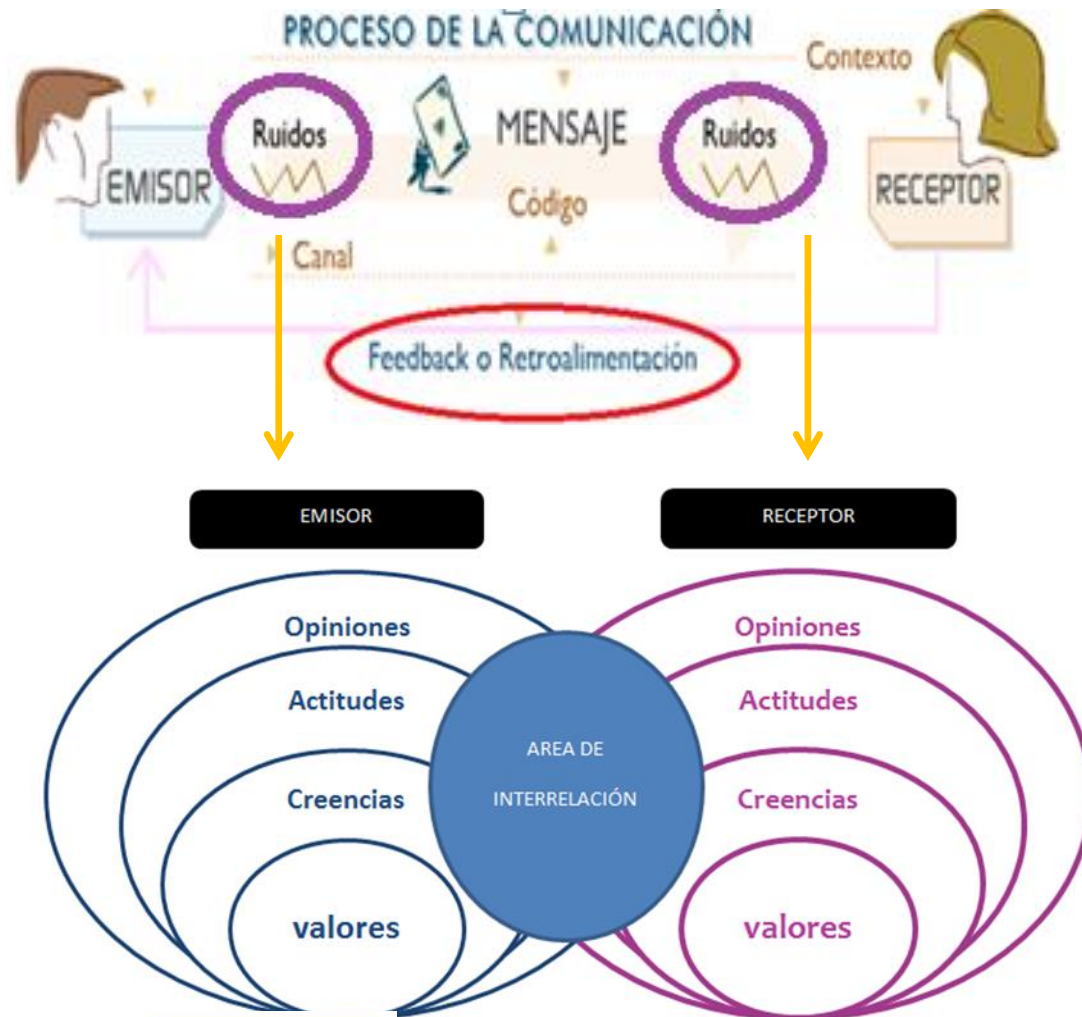 PROCESO DE LA COMUNICACIÓN
Contexto
Ruidos
MENSAJE
Ruidos
EMISOR
Código
RECEPTOR
Canal
Feedback o Retroalimentación
EMISOR
RECEPTOR
Opiniones
Opiniones
Actitudes
Actitudes
AREA DE
INTERRELACIÓN
Creencias
Creencias
valores
valores